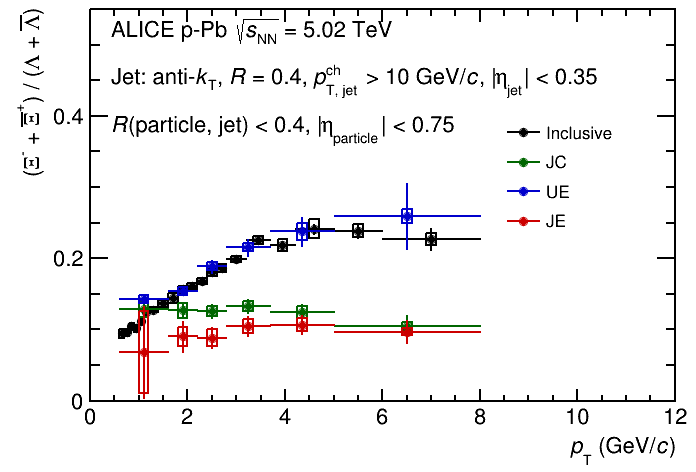 ALICE p-Pb √s_NN = 5.02 TeV
Jet: anti-k_T, R = 0.4, p^ch_T, jet > 10 GeV/c, |η_jet| < 0.35
R(particle, jet) < 0.4, |η_particle| < 0.75
(Ξ⁻ + Ξ̅⁺) / (Λ + Λ̅)
Inclusive
JC
UE
JE
0.4
0.2
0
0 2 4 6 8 10 12
p_T (GeV/c)